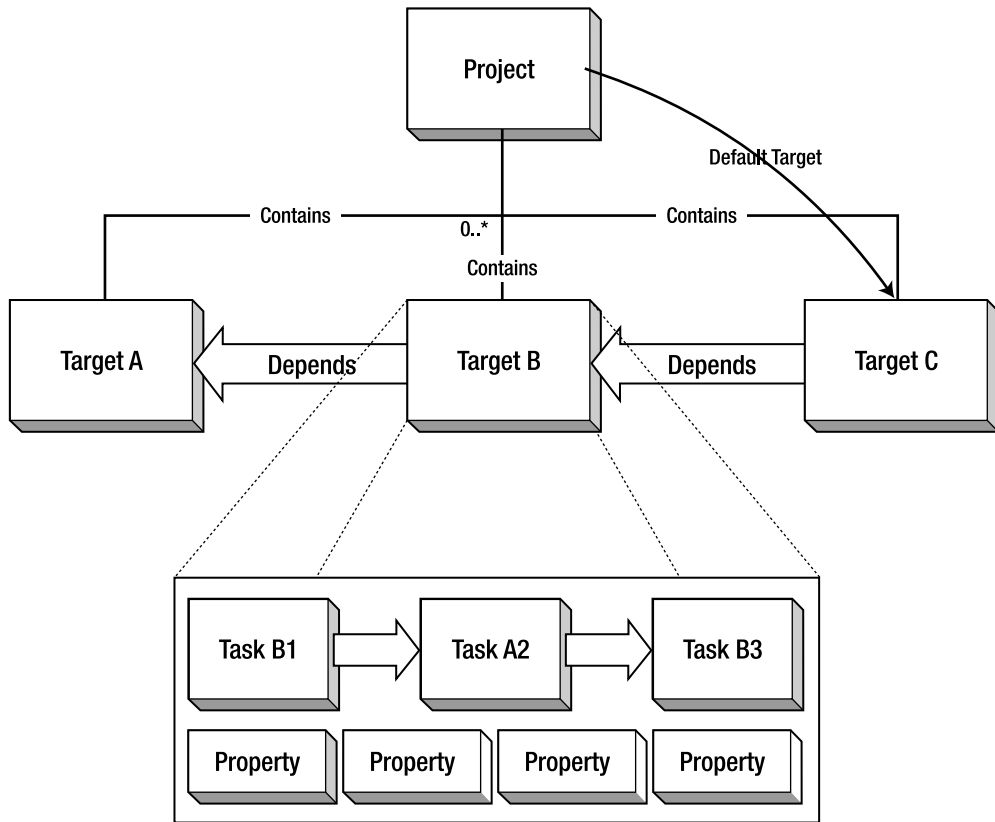 Project
Default Target
Contains
Contains
0..*
Contains
Target A
Depends
Target B
Depends
Target C
Task B1
Task A2
Task B3
Property
Property
Property
Property